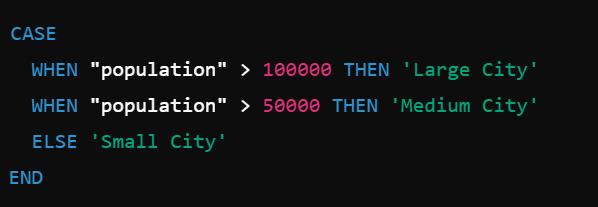 CASE
WHEN "population" > 100000 THEN 'Large City'
WHEN "population" > 50000 THEN 'Medium City'
ELSE 'Small City'
END